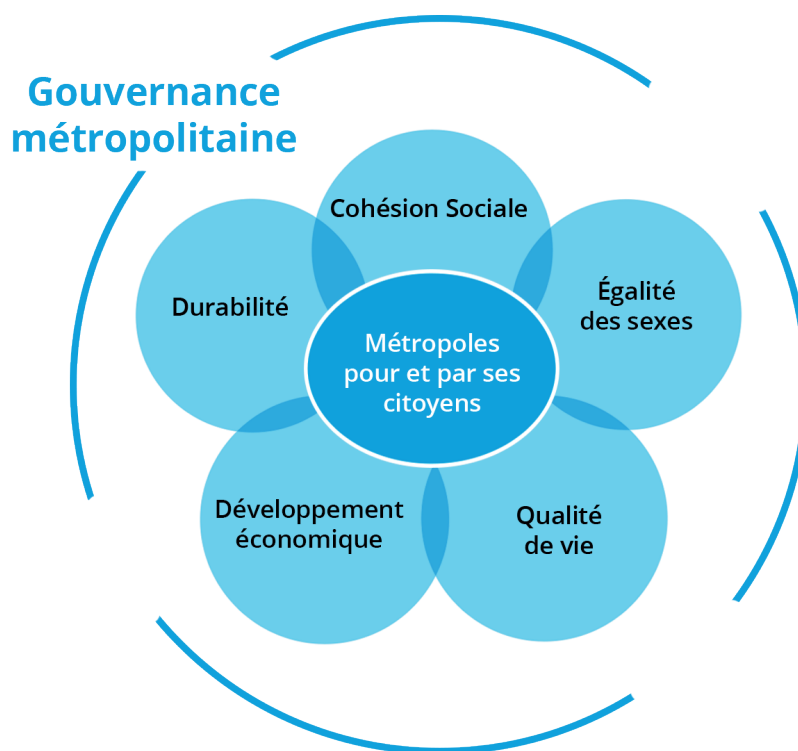 Gouvernance
métropolitaine
Cohésion Sociale
Durabilité
Égalité
des sexes
Métropoles
pour et par ses
citoyens
Développement
économique
Qualité
de vie